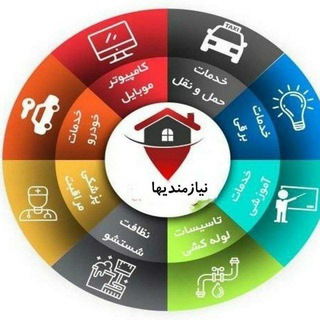 TAXI
خدمات
حمل و نقل
خدمات
برقی
خدمات
آموزشی
تاسیسات
لوله کشی
نظافت
شستشو
پزشکی
مراقبت
خدمات
خودرو
کامپیوتر
موبایل
نیازمندیها